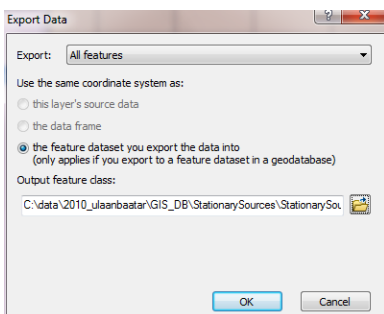 Export Data
Export: All features
Use the same coordinate system as:
this layer's source data
the data frame
the feature dataset you export the data into
(only applies if you export to a feature dataset in a geodatabase)
Output feature class:
C:\data\2010_ulaanbaatar\GIS_DB\StationarySources\StationarySou
OK Cancel